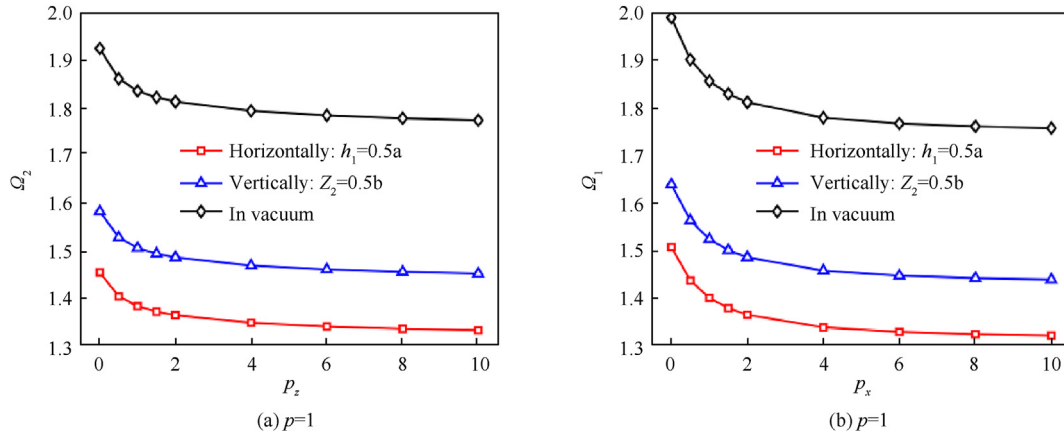 2.0
1.9
1.8
1.7
1.6
1.5
1.4
1.3
Ω₂
0 2 4 6 8 10
p_z
Horizontally: h₁=0.5a
Vertically: Z₂=0.5b
In vacuum
(a) p=1
2.0
1.9
1.8
1.7
1.6
1.5
1.4
1.3
Ω₁
0 2 4 6 8 10
pₓ
Horizontally: h₁=0.5a
Vertically: Z₂=0.5b
In vacuum
(b) p=1